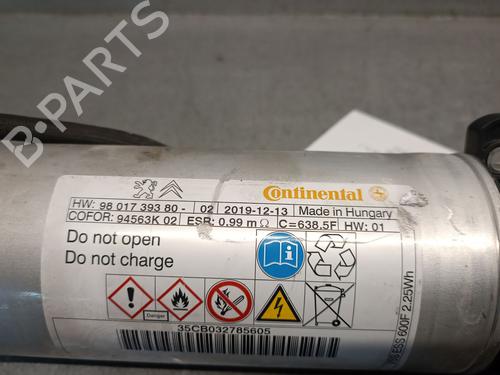 B-PARTS
Continental
HW: 98 017 393 80 - 02 2019-12-13 Made in Hungary
COFOR: 94563K 02 ESR: 0,99 m Ω C=638.5F HW: 01
Do not open
Do not charge
Danger
35CB032785605
ESS 600F 2.25Wh